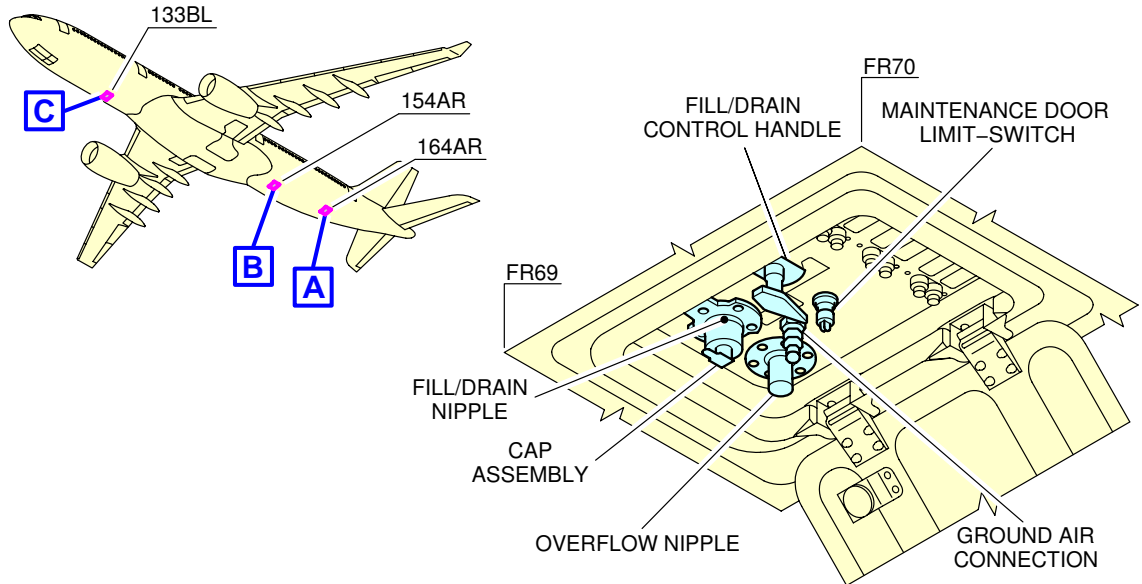 133BL
C
154AR
164AR
B
A
FR70
FILL/DRAIN
CONTROL HANDLE
MAINTENANCE DOOR
LIMIT–SWITCH
FR69
FILL/DRAIN
NIPPLE
CAP
ASSEMBLY
OVERFLOW NIPPLE
GROUND AIR
CONNECTION